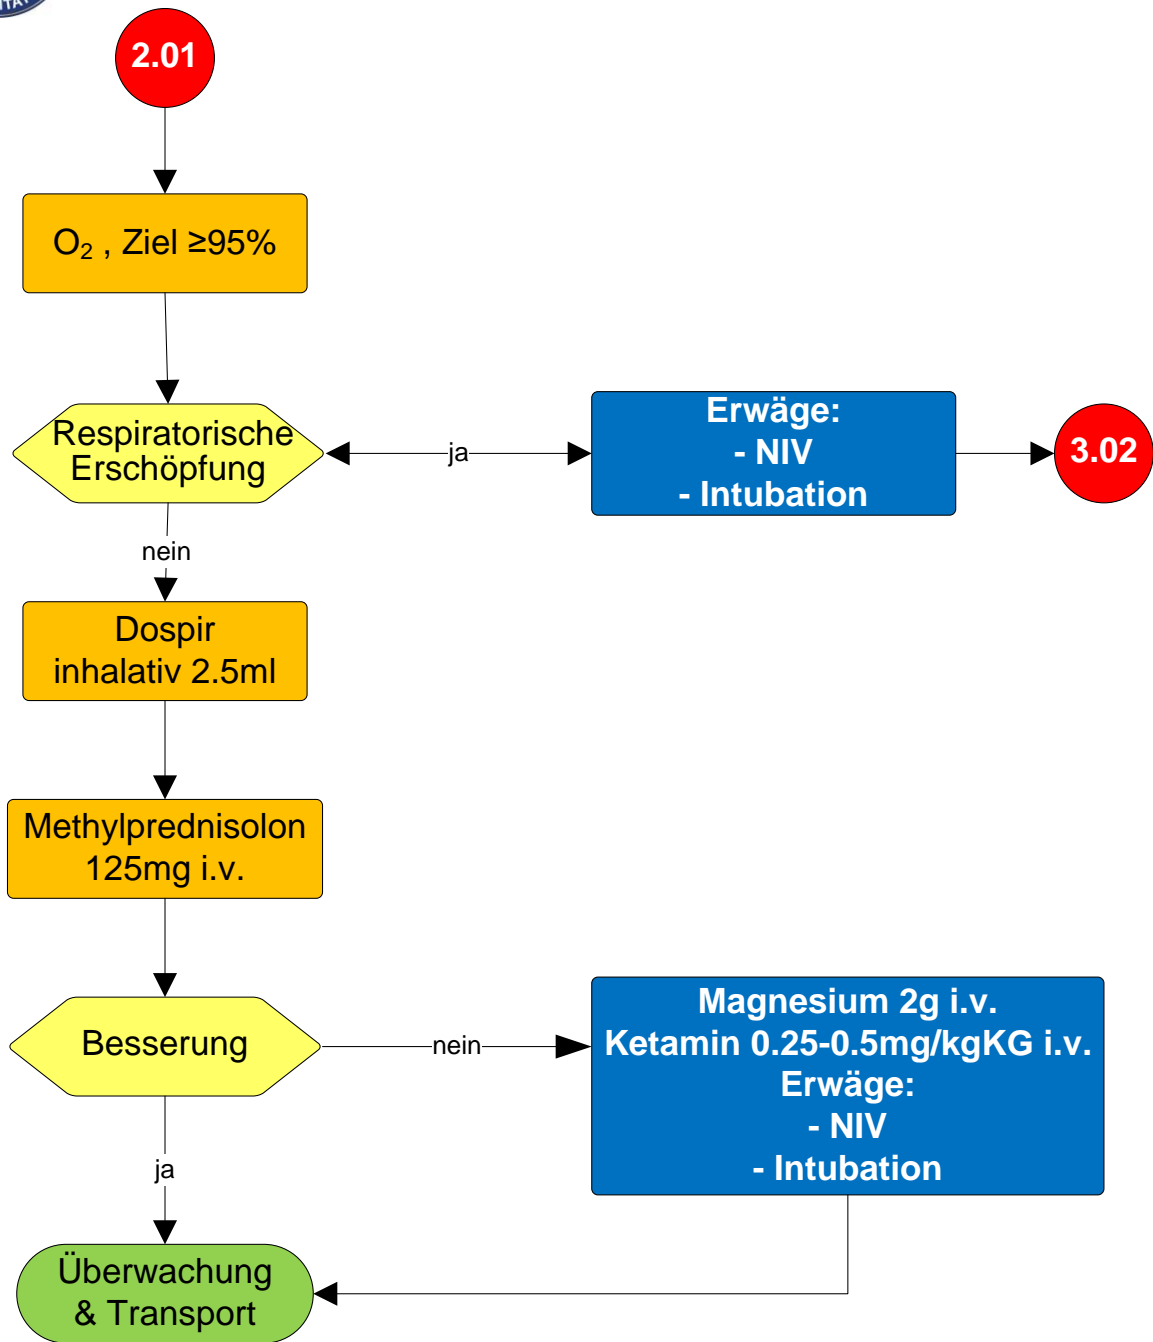 2.01
O₂ , Ziel ≥95%
Respiratorische
Erschöpfung
ja
Erwäge:
- NIV
- Intubation
3.02
nein
Dospir
inhalativ 2.5ml
Methylprednisolon
125mg i.v.
Besserung
nein
Magnesium 2g i.v.
Ketamin 0.25-0.5mg/kgKG i.v.
Erwäge:
- NIV
- Intubation
ja
Überwachung
& Transport